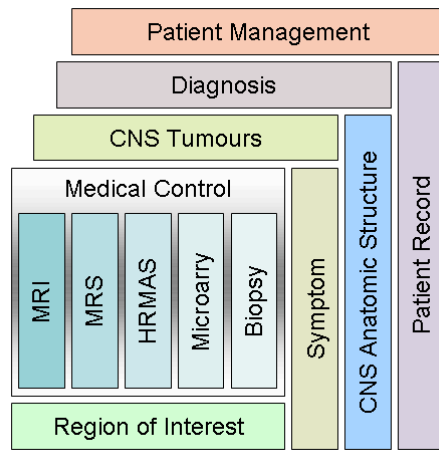 Patient Management
Diagnosis
CNS Tumours
Medical Control
MRI
MRS
HRMAS
Microarry
Biopsy
Symptom
CNS Anatomic Structure
Patient Record
Region of Interest